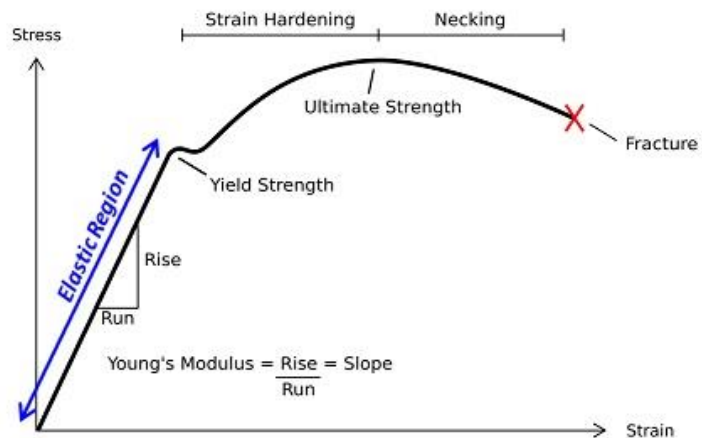 Strain Hardening
Necking
Stress
Ultimate Strength
Fracture
Yield Strength
Elastic Region
Rise
Run
Young's Modulus = Rise = Slope
Run
Strain